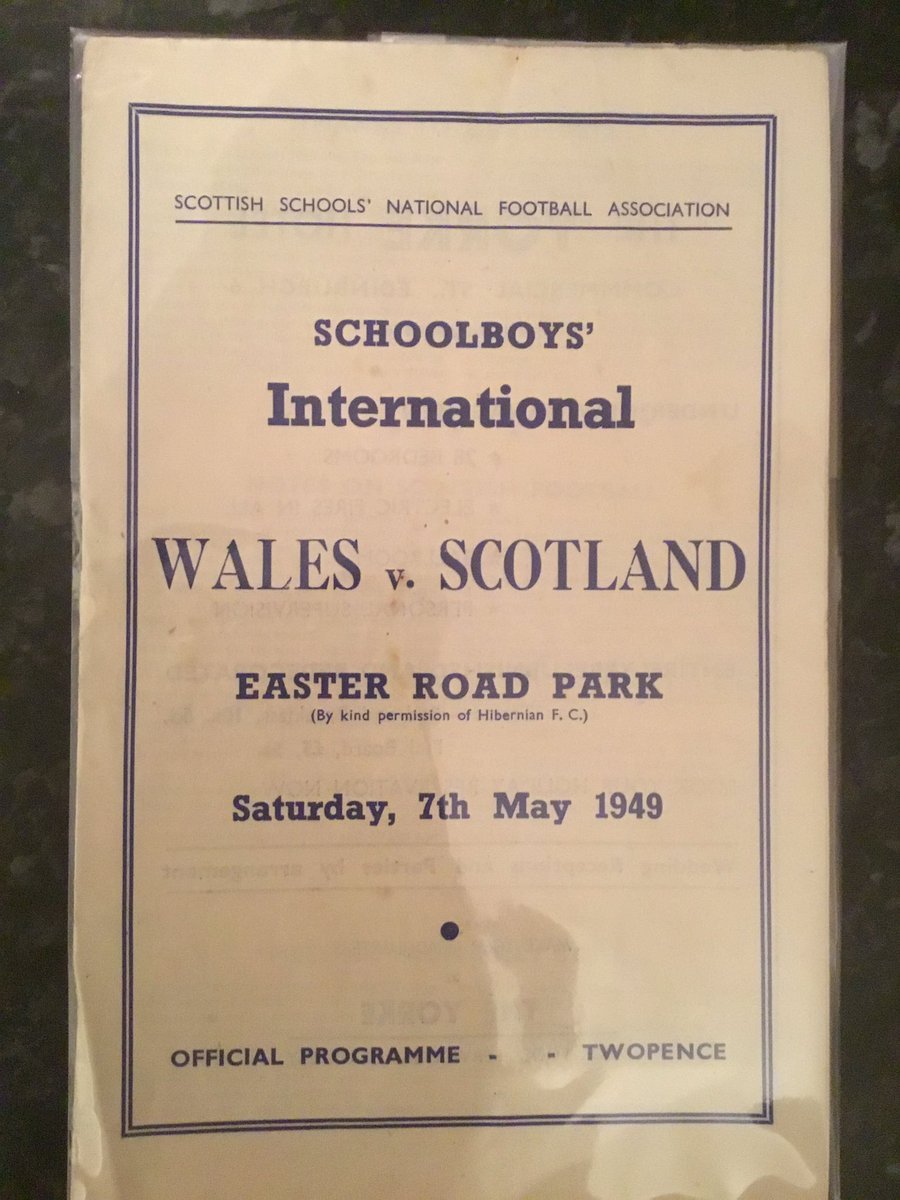 SCOTTISH SCHOOLS' NATIONAL FOOTBALL ASSOCIATION
SCHOOLBOYS'
International
WALES v. SCOTLAND
EASTER ROAD PARK
(By kind permission of Hibernian F. C.)
Saturday, 7th May 1949
OFFICIAL PROGRAMME - - TWOPENCE